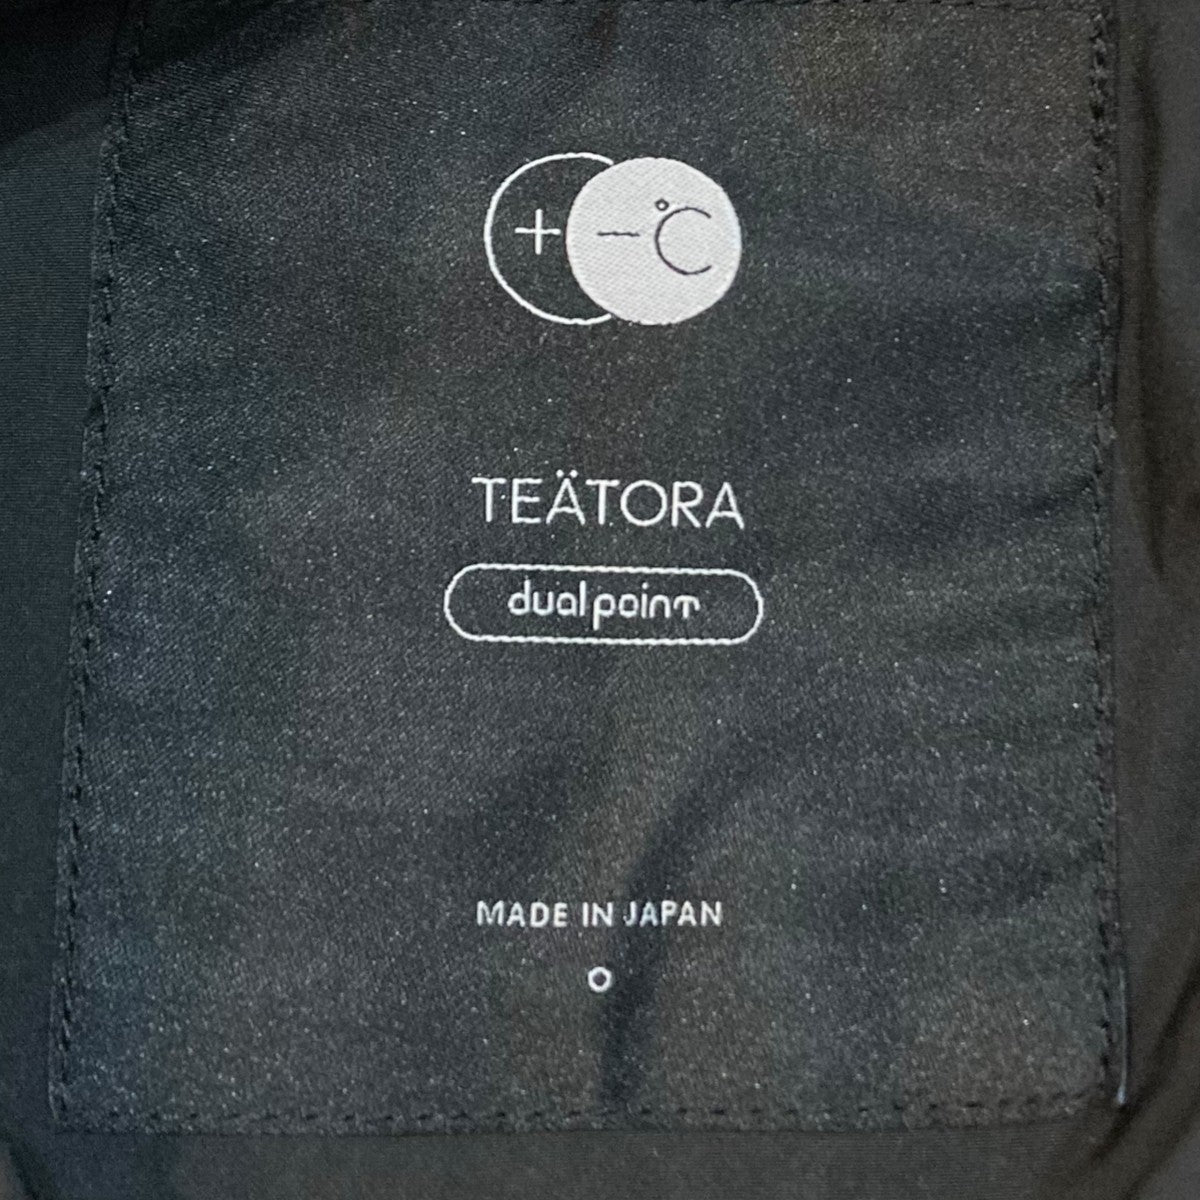 + −°C
TEÄTORA
dualpoint
MADE IN JAPAN
0